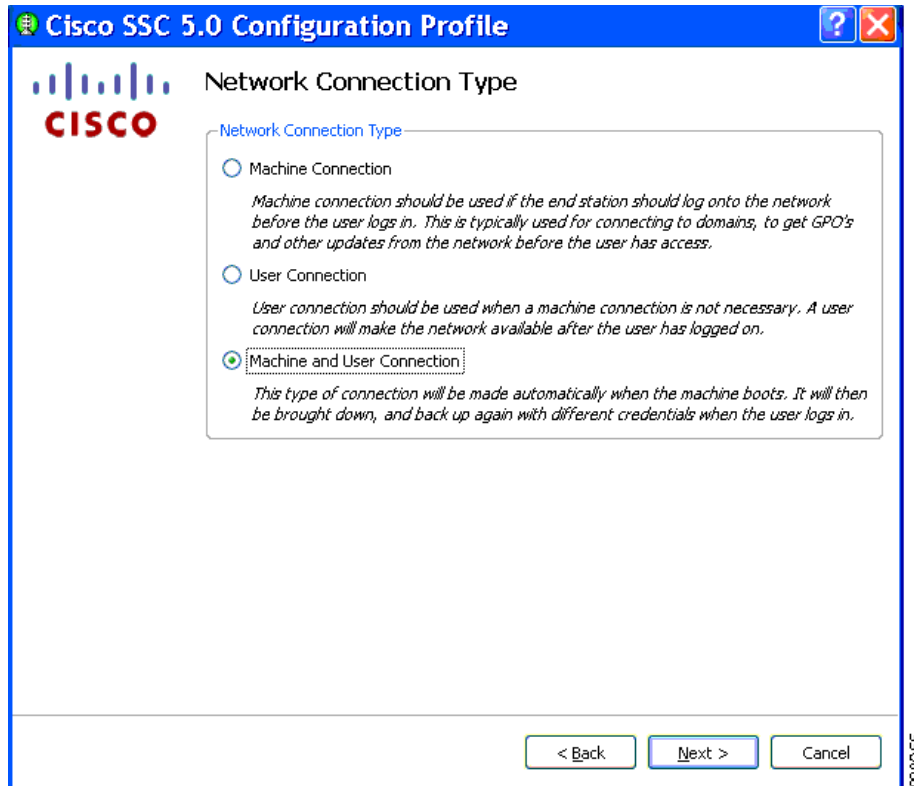 Cisco SSC 5.0 Configuration Profile
?
CISCO
Network Connection Type
Network Connection Type
Machine Connection
Machine connection should be used if the end station should log onto the network
before the user logs in. This is typically used for connecting to domains, to get GPO's
and other updates from the network before the user has access.
User Connection
User connection should be used when a machine connection is not necessary. A user
connection will make the network available after the user has logged on.
Machine and User Connection
This type of connection will be made automatically when the machine boots. It will then
be brought down, and back up again with different credentials when the user logs in.
< Back
Next >
Cancel